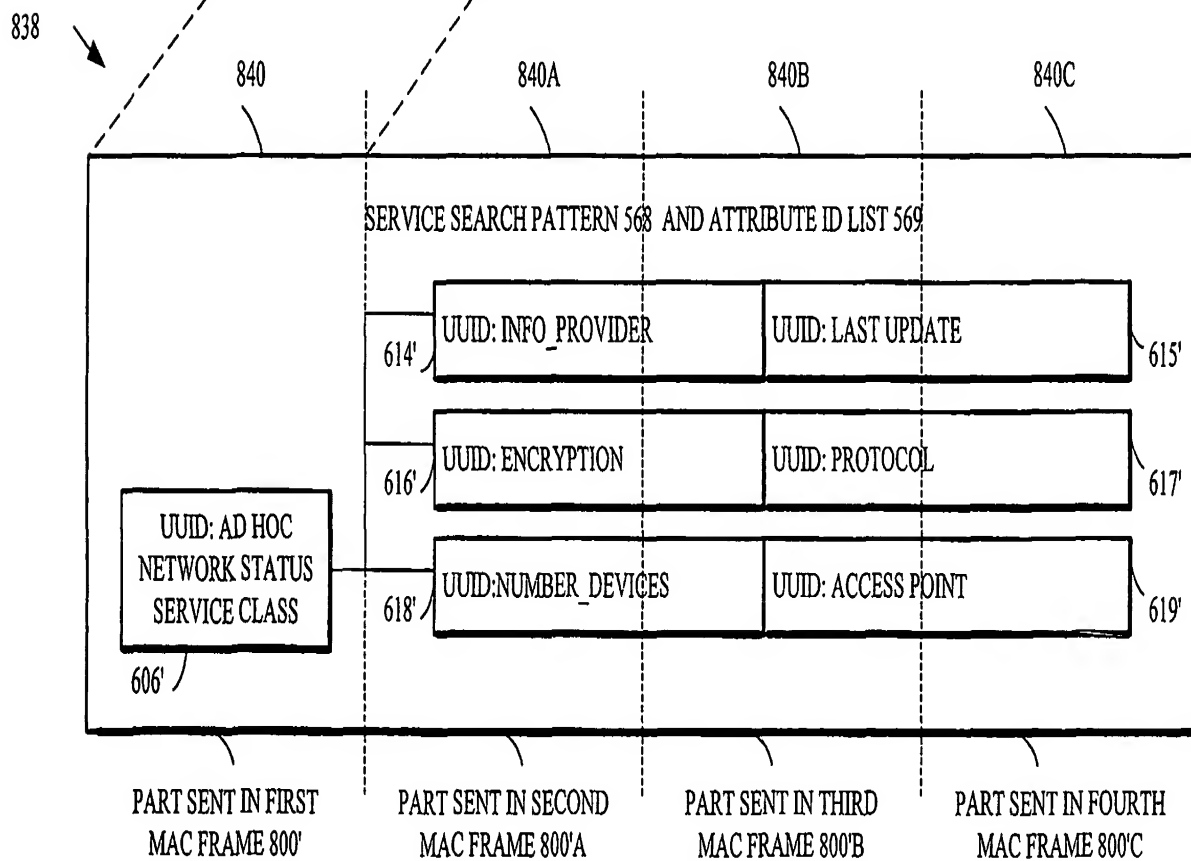 838
840
840A
840B
840C
SERVICE SEARCH PATTERN 568 AND ATTRIBUTE ID LIST 569
UUID: INFO_PROVIDER
UUID: LAST UPDATE
614'
615'
UUID: ENCRYPTION
UUID: PROTOCOL
616'
617'
UUID: AD HOC
NETWORK STATUS
SERVICE CLASS
UUID:NUMBER_DEVICES
UUID: ACCESS POINT
618'
619'
606'
PART SENT IN FIRST
MAC FRAME 800'
PART SENT IN SECOND
MAC FRAME 800'A
PART SENT IN THIRD
MAC FRAME 800'B
PART SENT IN FOURTH
MAC FRAME 800'C